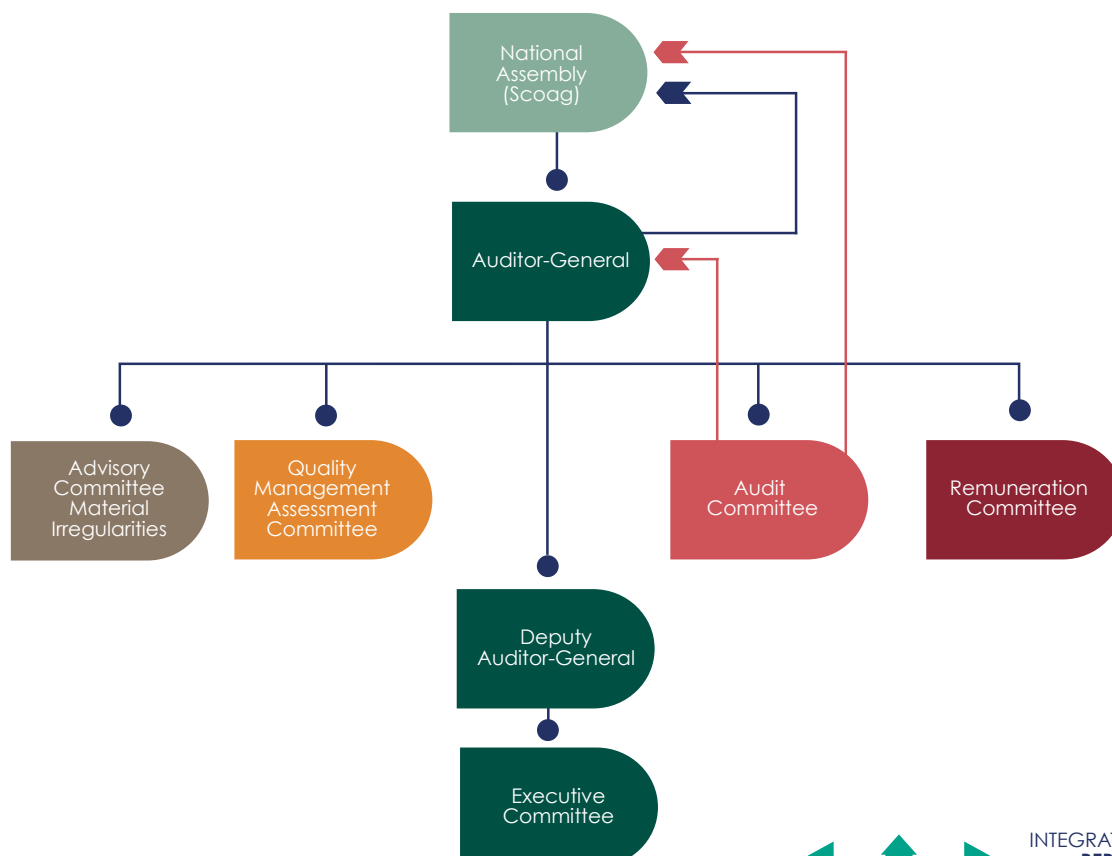 National
Assembly
(Scoag)
Auditor-General
Advisory
Committee
Material
Irregularities
Quality
Management
Assessment
Committee
Audit
Committee
Remuneration
Committee
Deputy
Auditor-General
Executive
Committee